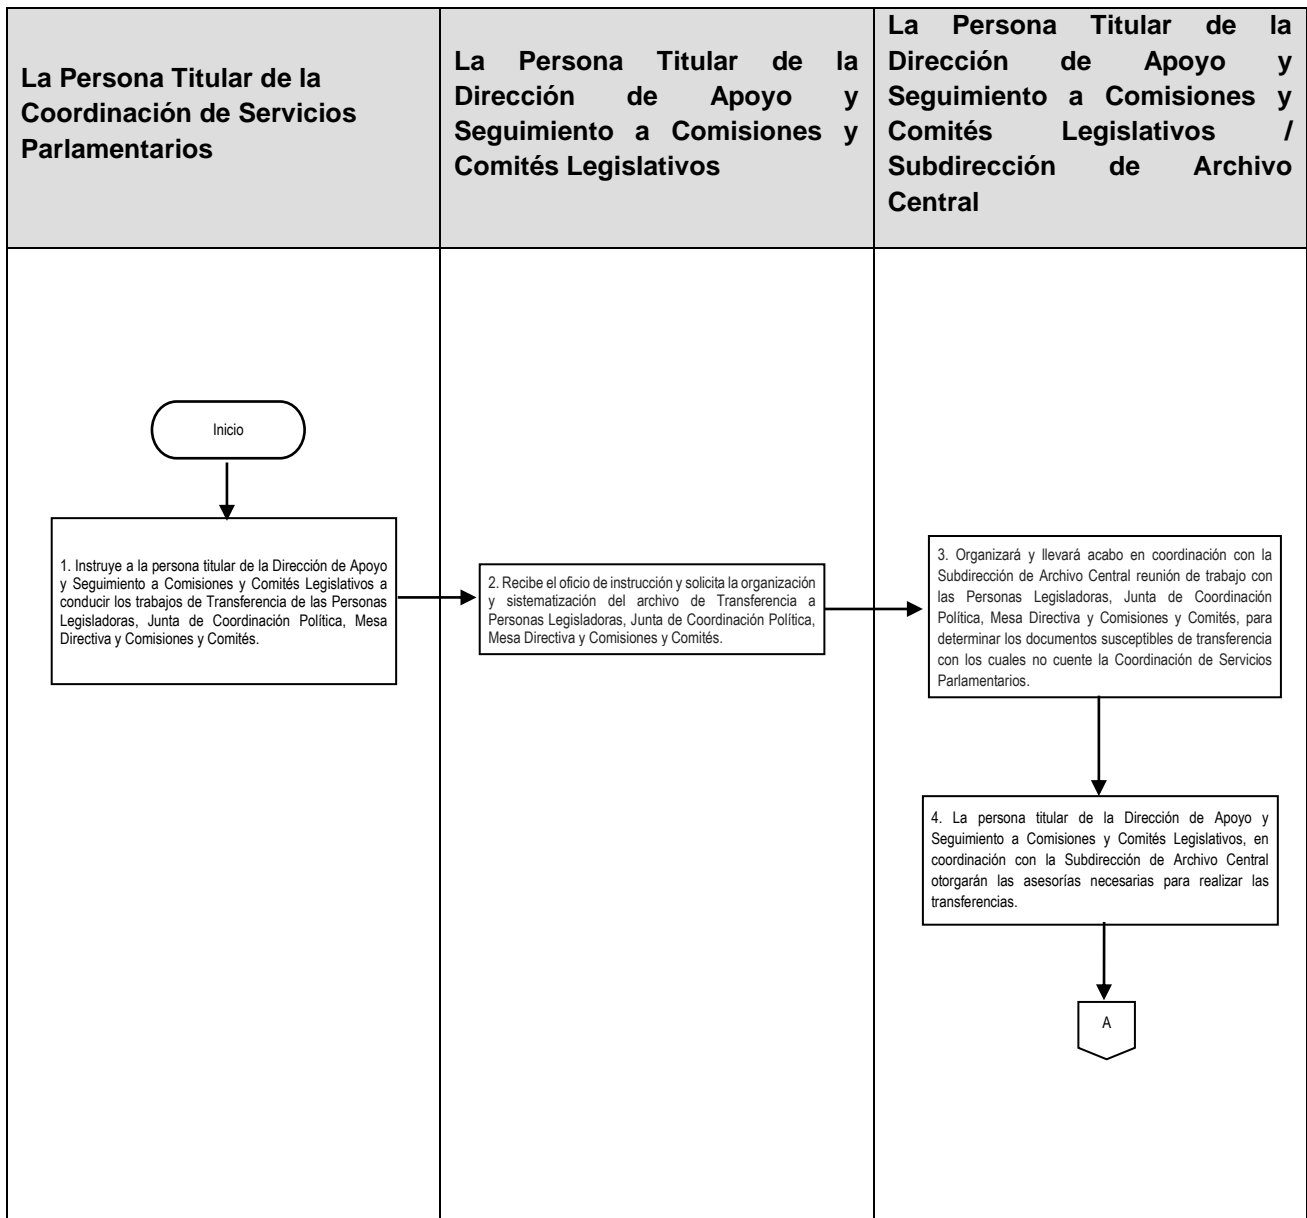 La Persona Titular de la
Coordinación de Servicios
Parlamentarios
La Persona Titular de la
Dirección de Apoyo y
Seguimiento a Comisiones y
Comités Legislativos
La Persona Titular de la
Dirección de Apoyo y
Seguimiento a Comisiones y
Comités Legislativos /
Subdirección de Archivo
Central
Inicio
1. Instruye a la persona titular de la Dirección de Apoyo
y Seguimiento a Comisiones y Comités Legislativos a
conducir los trabajos de Transferencia de las Personas
Legisladoras, Junta de Coordinación Política, Mesa
Directiva y Comisiones y Comités.
2. Recibe el oficio de instrucción y solicita la organización
y sistematización del archivo de Transferencia a
Personas Legisladoras, Junta de Coordinación Política,
Mesa Directiva y Comisiones y Comités.
3. Organizará y llevará acabo en coordinación con la
Subdirección de Archivo Central reunión de trabajo con
las Personas Legisladoras, Junta de Coordinación
Política, Mesa Directiva y Comisiones y Comités, para
determinar los documentos susceptibles de transferencia
con los cuales no cuente la Coordinación de Servicios
Parlamentarios.
4. La persona titular de la Dirección de Apoyo y
Seguimiento a Comisiones y Comités Legislativos, en
coordinación con la Subdirección de Archivo Central
otorgarán las asesorías necesarias para realizar las
transferencias.
A